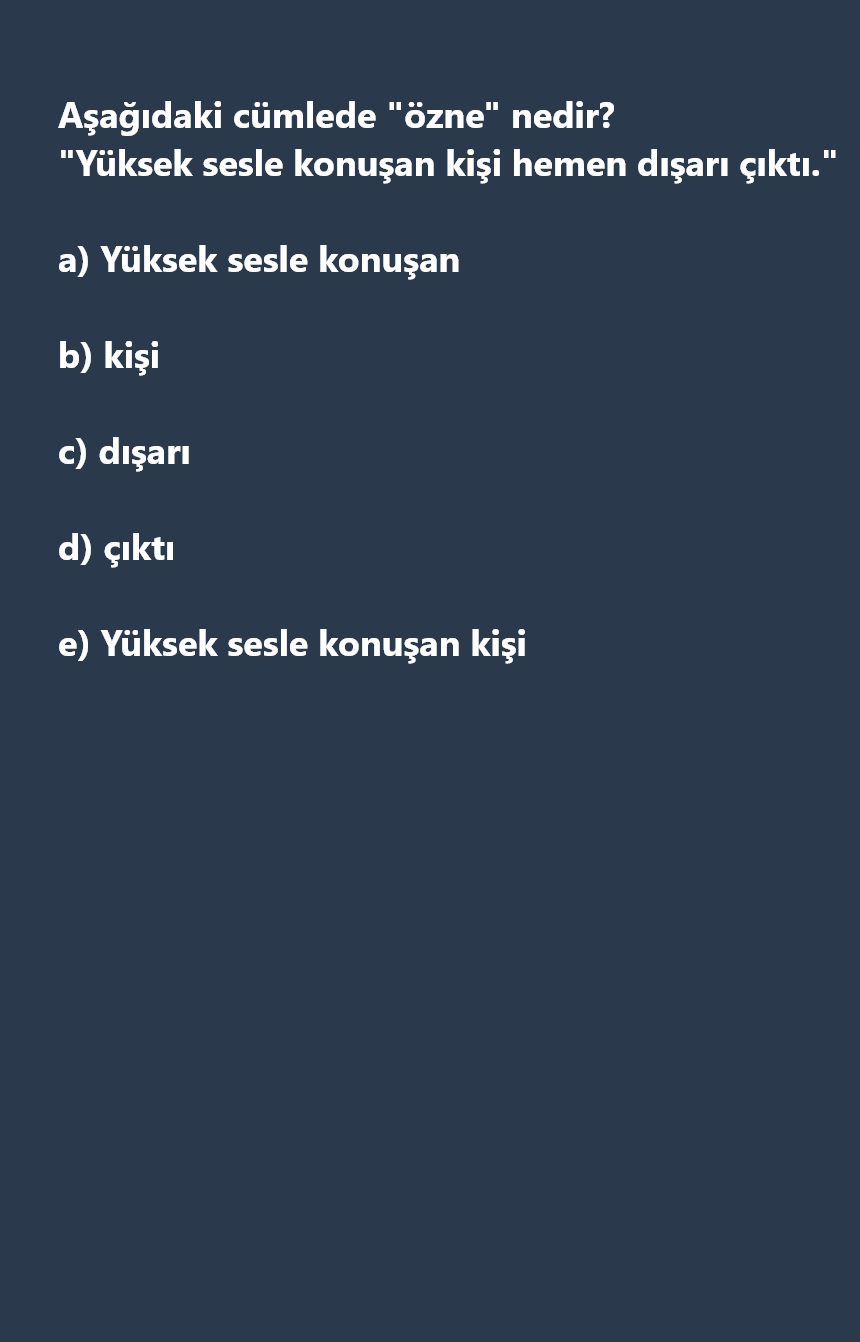 Aşağıdaki cümlede "özne" nedir?
"Yüksek sesle konuşan kişi hemen dışarı çıktı."
a) Yüksek sesle konuşan
b) kişi
c) dışarı
d) çıktı
e) Yüksek sesle konuşan kişi